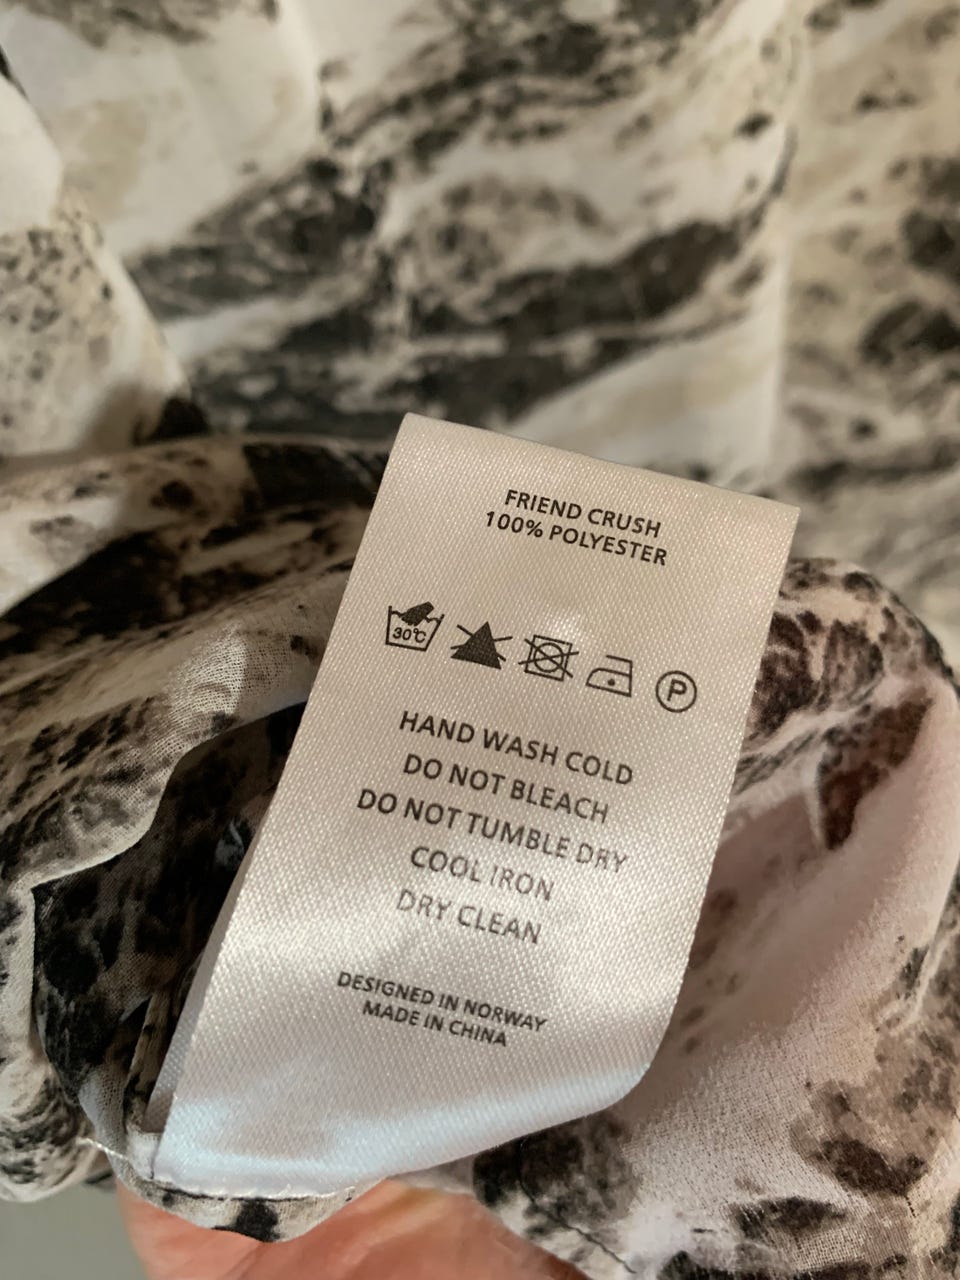 FRIEND CRUSH
100% POLYESTER
30°C
P
HAND WASH COLD
DO NOT BLEACH
DO NOT TUMBLE DRY
COOL IRON
DRY CLEAN
DESIGNED IN NORWAY
MADE IN CHINA